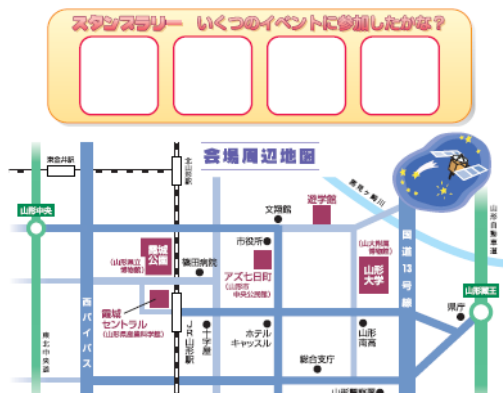 スタンプラリー いくつのイベントに参加したかな？
会場周辺地図
東金井駅
北山形駅
馬見ヶ崎川
遊学館
文翔館
山形中央
山形自動車道
国道13号線
市役所
(山大附属
博物館)
霞城
公園
(山形県立
博物館)
篠田病院
アズ七日町
(山形市
中央公民館)
山形
大学
山形蔵王
西バイパス
霞城
セントラル
(山形県産業科学館)
県庁
JR山形駅
十字屋
ホテル
キャッスル
山形
南高
東北中央道
総合支庁